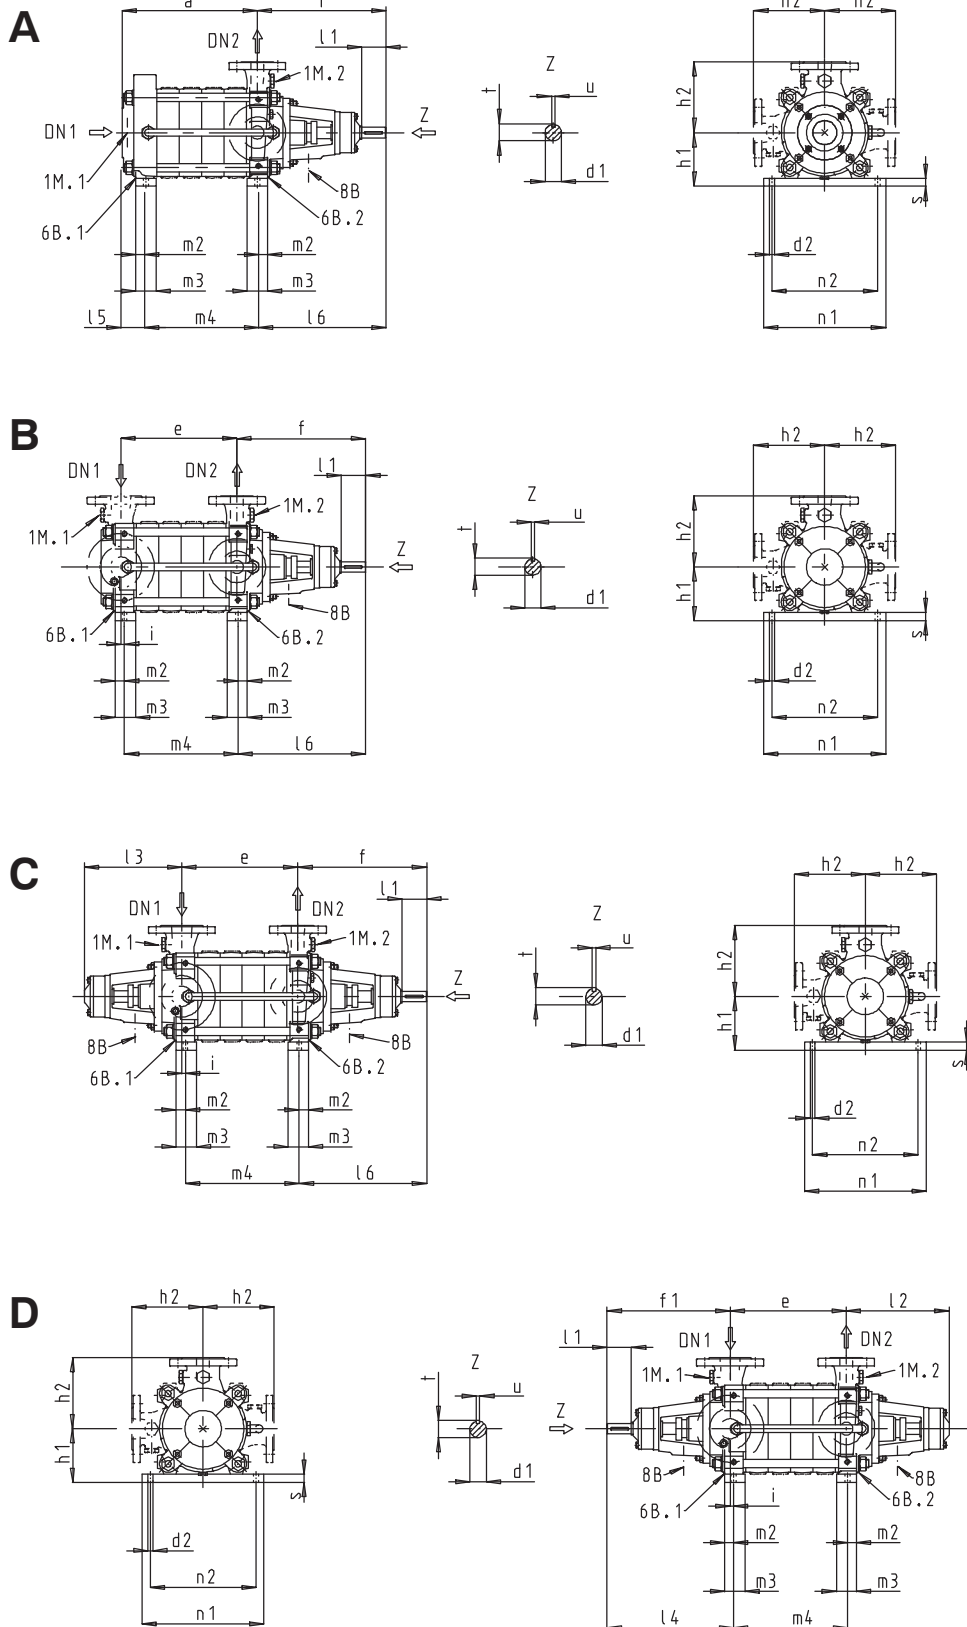 A
a
f
DN2
l1
1M.2
DN1
Z
1M.1
8B
6B.2
6B.1
m2
m2
m3
m3
l5
m4
l6
Z
t
u
d1
h2
h2
h2
h1
s
d2
n2
n1
B
e
f
DN1
DN2
l1
1M.2
1M.1
Z
8B
6B.1
6B.2
i
m2
m2
m3
m3
m4
l6
Z
t
u
d1
h2
h2
h2
h1
s
d2
n2
n1
C
l3
e
f
l1
DN1
DN2
1M.1
1M.2
Z
8B
8B
6B.1
6B.2
i
m2
m2
m3
m3
m4
l6
Z
t
u
d1
h2
h2
h2
h1
s
d2
n2
n1
D
h2
h2
h2
h1
s
d2
n2
n1
Z
t
u
d1
f1
e
l2
l1
DN1
DN2
1M.1
1M.2
Z
8B
8B
6B.1
6B.2
i
m2
m2
m3
m3
l4
m4